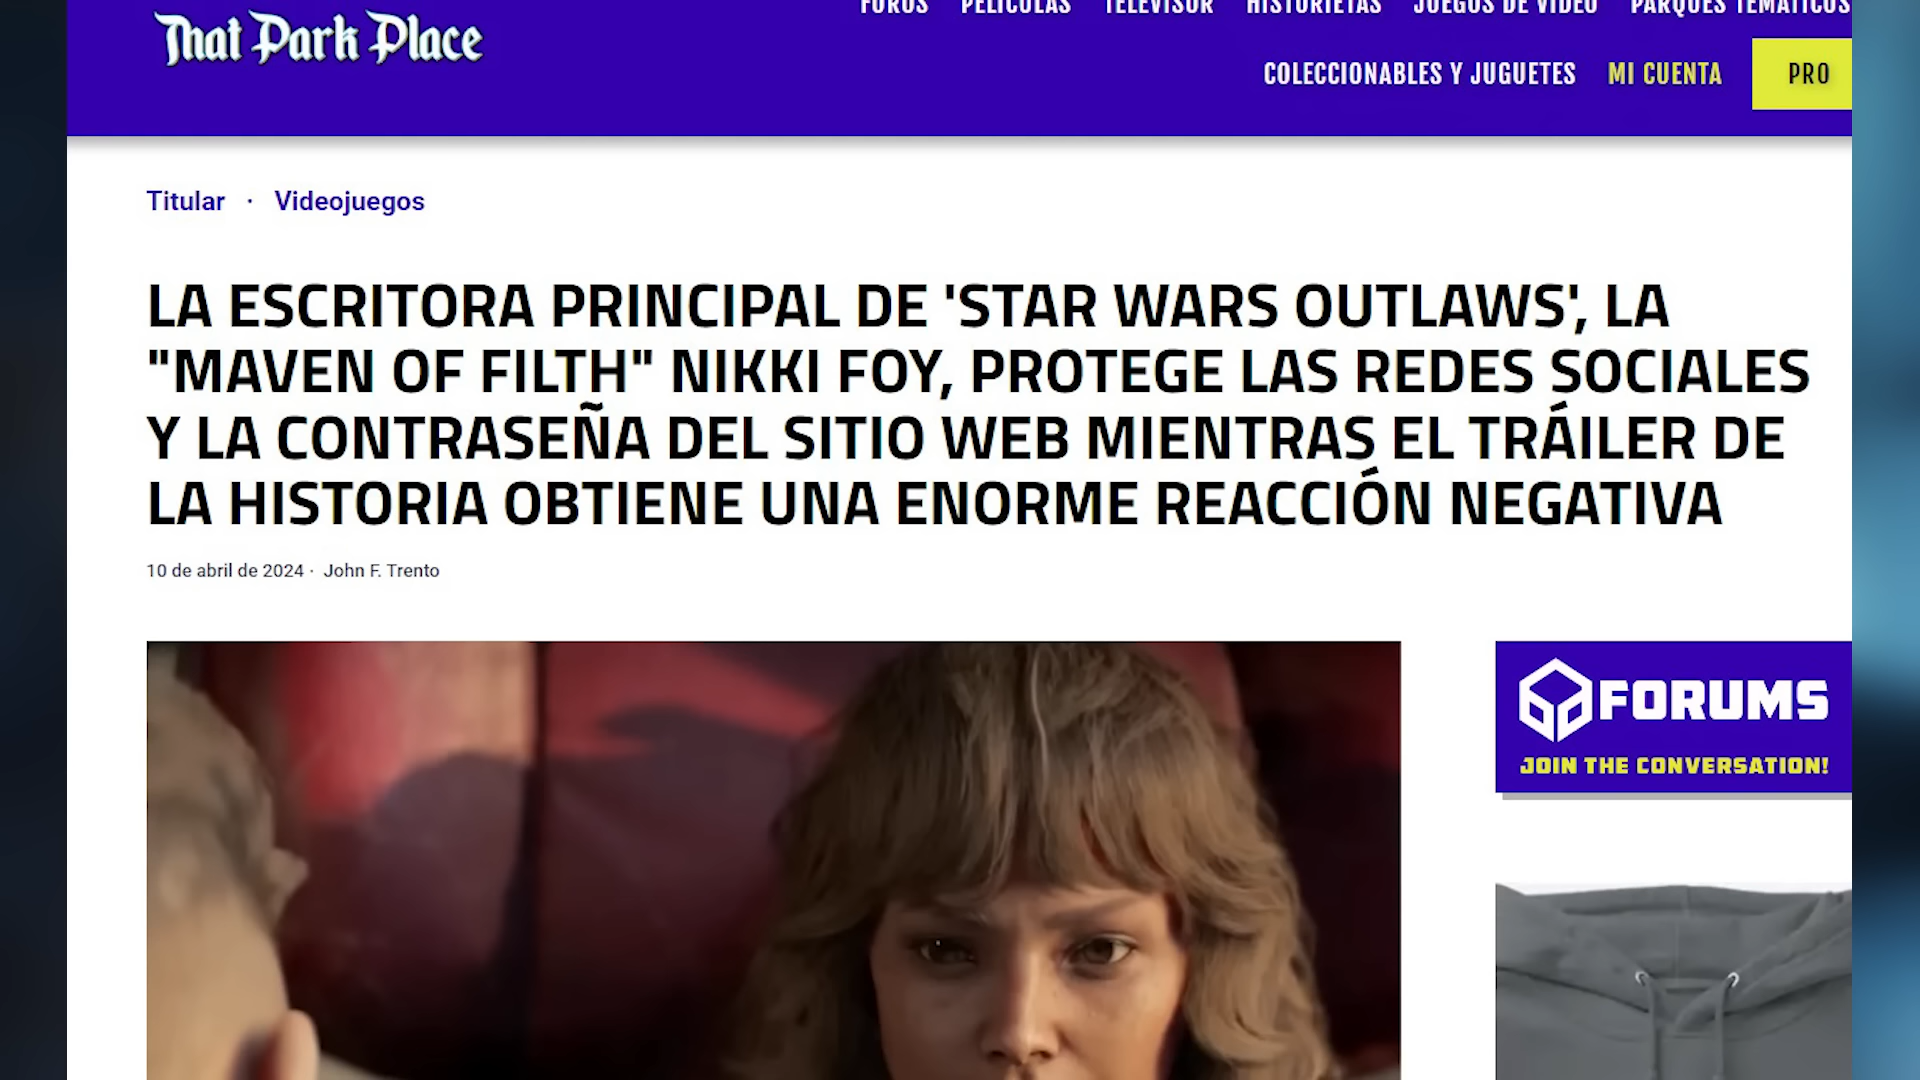 That Park Place
FOROS PELÍCULAS TELEVISOR HISTORIETAS JUEGOS DE VIDEO PARQUES TEMÁTICOS
COLECCIONABLES Y JUGUETES MI CUENTA PRO
Titular · Videojuegos
LA ESCRITORA PRINCIPAL DE 'STAR WARS OUTLAWS', LA
"MAVEN OF FILTH" NIKKI FOY, PROTEGE LAS REDES SOCIALES
Y LA CONTRASEÑA DEL SITIO WEB MIENTRAS EL TRÁILER DE
LA HISTORIA OBTIENE UNA ENORME REACCIÓN NEGATIVA
10 de abril de 2024 · John F. Trento
FORUMS
JOIN THE CONVERSATION!